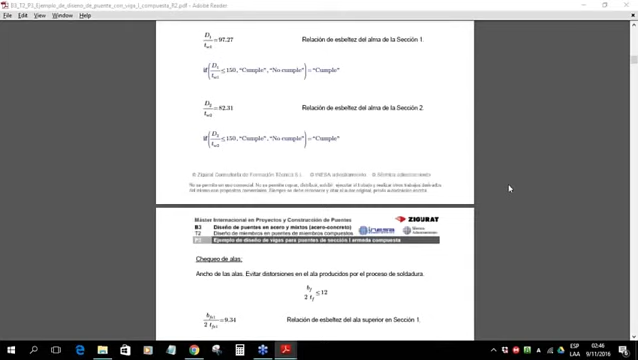 B3_T2_P3_Ejemplo_de_diseno_de_puente_con_viga_I_compuesta_R2.pdf - Adobe Reader
File Edit View Window Help
D₁/t_w1 = 97.27 Relación de esbeltez del alma de la Sección 1.
if(D₁/t_w1 ≤ 150, "Cumple", "No cumple") = "Cumple"
D₂/t_w2 = 82.31 Relación de esbeltez del alma de la Sección 2.
if(D₂/t_w2 ≤ 150, "Cumple", "No cumple") = "Cumple"
© Zigurat Consultoría de Formación Técnica S.L.
Máster Internacional en Proyectos y Construcción de Puentes
ZIGURAT
B3 Diseño de puentes en acero y mixtos (acero-concreto)
T2 Diseño de miembros en puentes de miembros compuestos
P3 Ejemplo de diseño de vigas para puentes de sección I armada compuesta
Chequeo de alas:
Ancho de las alas. Evitar distorsiones en el ala producidos por el proceso de soldadura.
b_f/2 t_f ≤ 12
b_fs1/2 t_fs1 = 9.34 Relación de esbeltez del ala superior en Sección 1.
ESP
LAA
02:46
9/11/2016